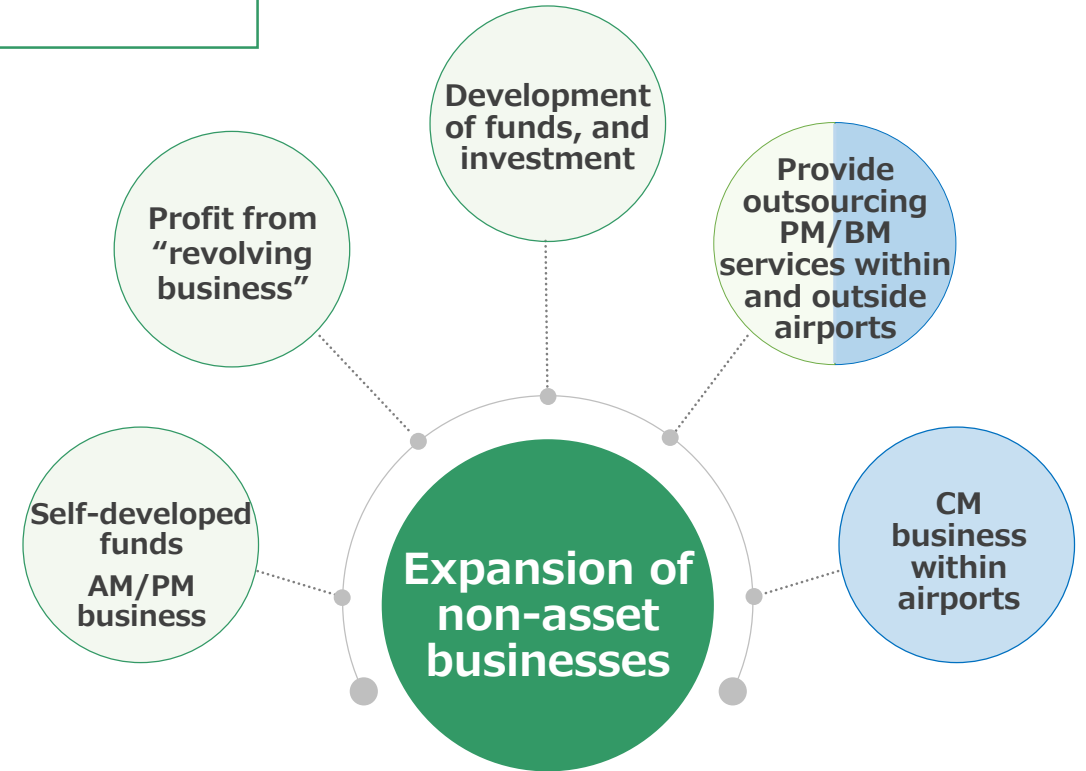 Development
of funds, and
investment
Provide
outsourcing
PM/BM
services within
and outside
airports
Profit from
“revolving
business”
Self-developed
funds
AM/PM
business
CM
business
within
airports
Expansion of
non-asset
businesses